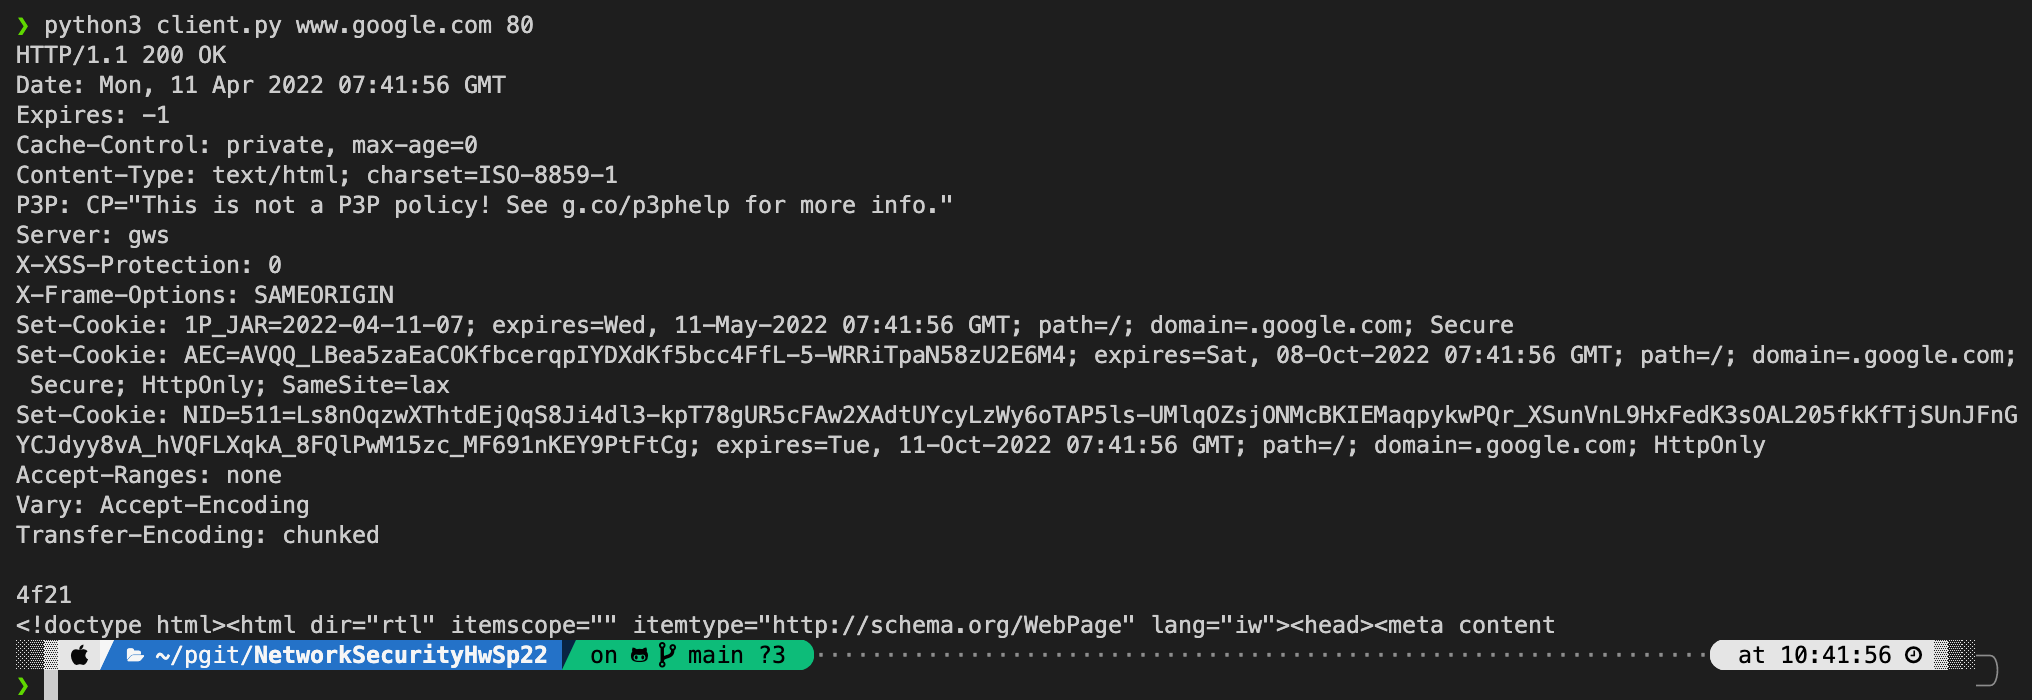 ❯ python3 client.py www.google.com 80
HTTP/1.1 200 OK
Date: Mon, 11 Apr 2022 07:41:56 GMT
Expires: -1
Cache-Control: private, max-age=0
Content-Type: text/html; charset=ISO-8859-1
P3P: CP="This is not a P3P policy! See g.co/p3phelp for more info."
Server: gws
X-XSS-Protection: 0
X-Frame-Options: SAMEORIGIN
Set-Cookie: 1P_JAR=2022-04-11-07; expires=Wed, 11-May-2022 07:41:56 GMT; path=/; domain=.google.com; Secure
Set-Cookie: AEC=AVQQ_LBea5zaEaCOKfbcerqpIYDXdKf5bcc4FfL-5-WRRiTpaN58zU2E6M4; expires=Sat, 08-Oct-2022 07:41:56 GMT; path=/; domain=.google.com;
 Secure; HttpOnly; SameSite=lax
Set-Cookie: NID=511=Ls8nOqzwXThtdEjQqS8Ji4dl3-kpT78gUR5cFAw2XAdtUYcyLzWy6oTAP5ls-UMlqOZsjONMcBKIEMaqpykwPQr_XSunVnL9HxFedK3sOAL205fkKfTjSUnJFnG
YCJdyy8vA_hVQFLXqkA_8FQlPwM15zc_MF691nKEY9PtFtCg; expires=Tue, 11-Oct-2022 07:41:56 GMT; path=/; domain=.google.com; HttpOnly
Accept-Ranges: none
Vary: Accept-Encoding
Transfer-Encoding: chunked

4f21
<!doctype html><html dir="rtl" itemscope="" itemtype="http://schema.org/WebPage" lang="iw"><head><meta content
~/pgit/NetworkSecurityHwSp22 on main ?3 at 10:41:56
❯